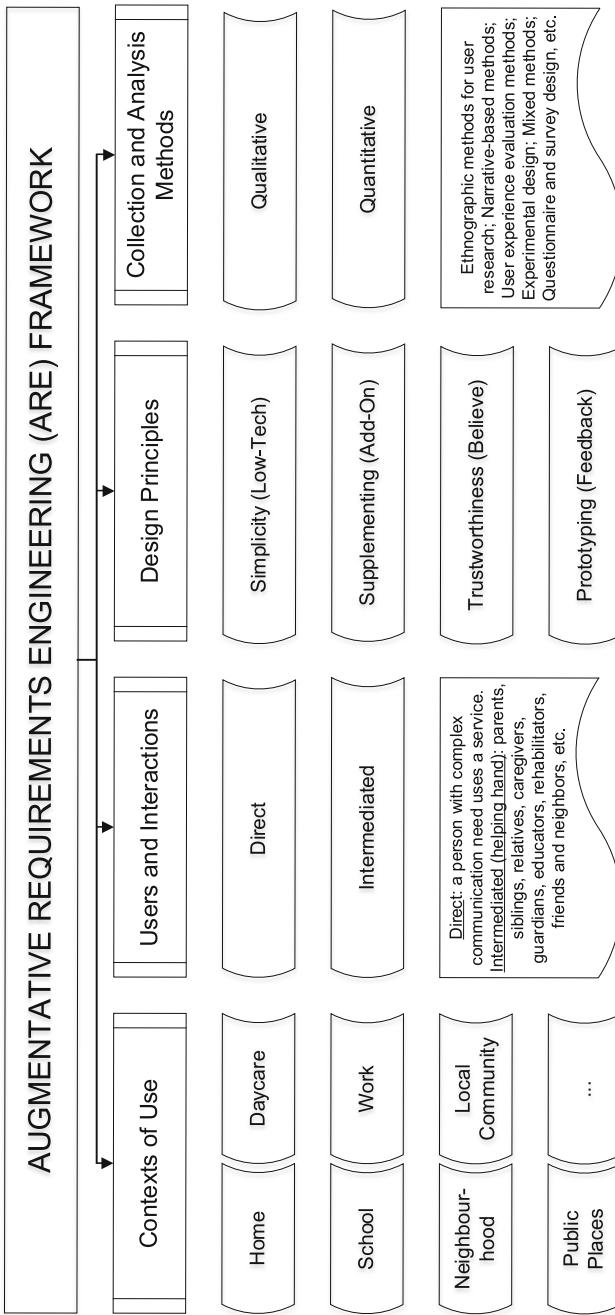 AUGMENTATIVE REQUIREMENTS ENGINEERING (ARE) FRAMEWORK
Contexts of Use
Home
Daycare
School
Work
Neighbour-
hood
Local
Community
Public
Places
...
Users and Interactions
Direct
Intermediated
Direct: a person with complex
communication need uses a service.
Intermediated (helping hand): parents,
siblings, relatives, caregivers,
guardians, educators, rehabilitators,
friends and neighbors, etc.
Design Principles
Simplicity (Low-Tech)
Supplementing (Add-On)
Trustworthiness (Believe)
Prototyping (Feedback)
Collection and Analysis
Methods
Qualitative
Quantitative
Ethnographic methods for user
research; Narrative-based methods;
User experience evaluation methods;
Experimental design; Mixed methods;
Questionnaire and survey design, etc.